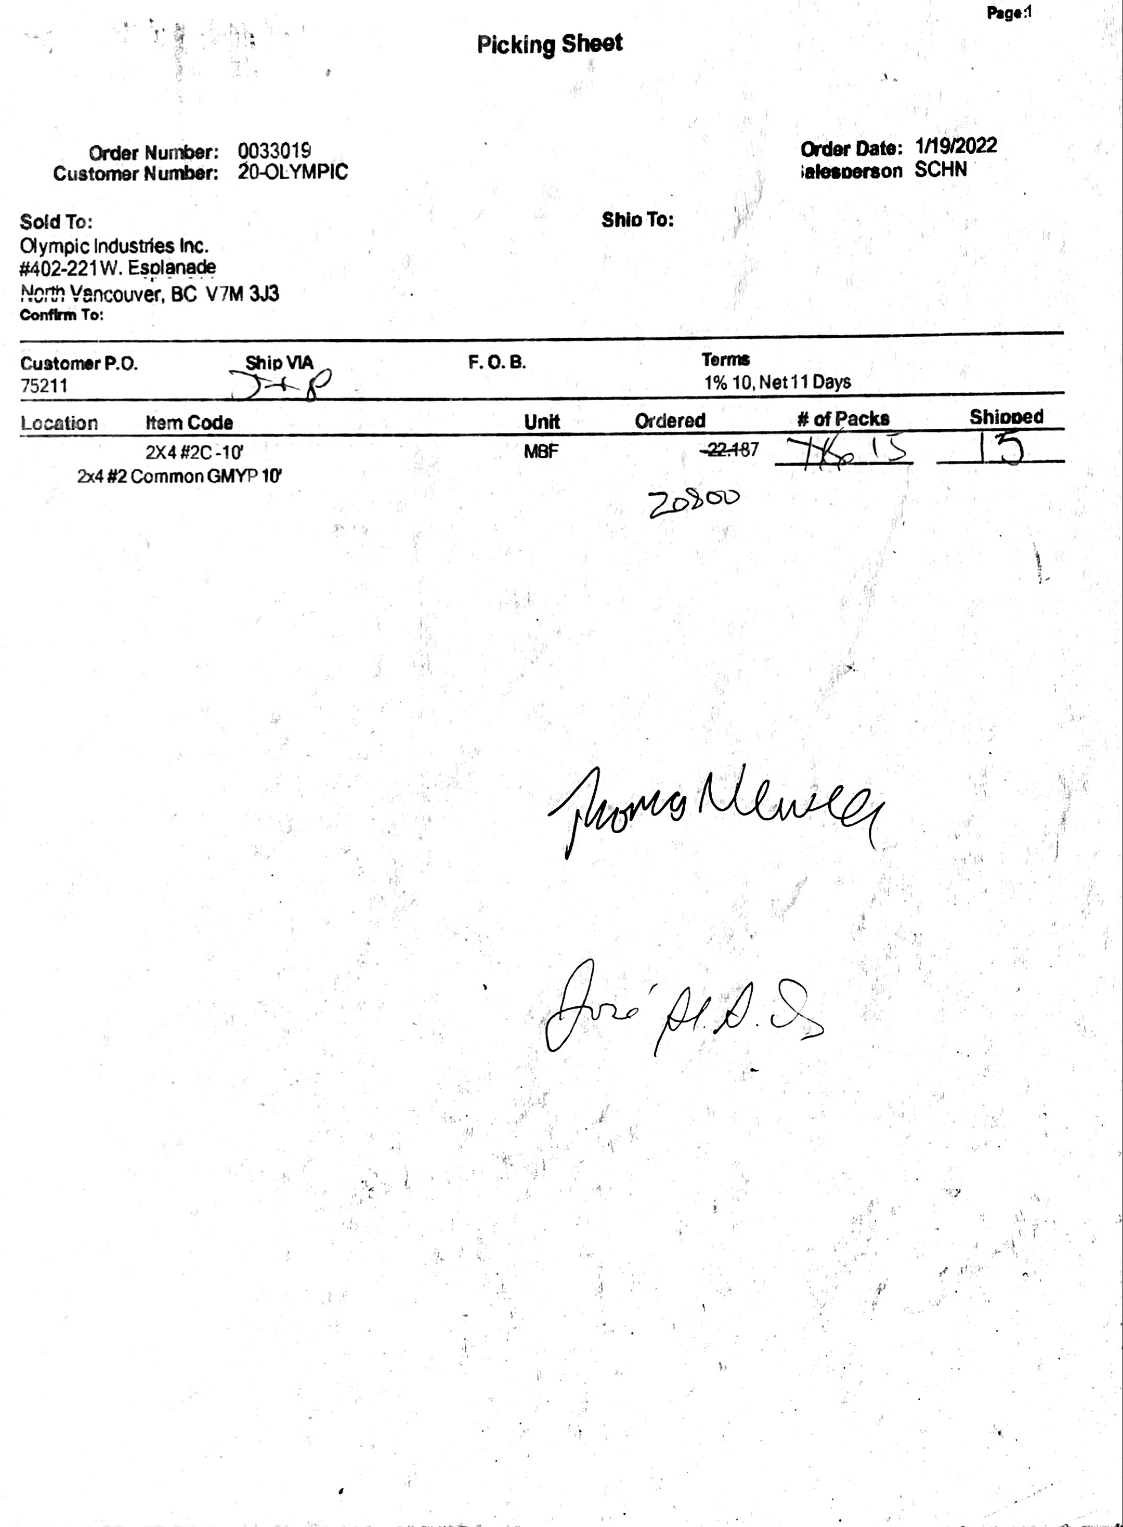 Page:1
Picking Sheet
Order Number: 0033019
Customer Number: 20-OLYMPIC
Order Date: 1/19/2022
alesperson SCHN
Sold To:
Olympic Industries Inc.
#402-221 W. Esplanade
North Vancouver, BC V7M 3J3
Confirm To:
Ship To:
Customer P.O. Ship VIA F. O. B. Terms
75211 1% 10, Net 11 Days
Location Item Code Unit Ordered # of Packs Shipped
2X4 #2C -10' MBF 22.187 15 15
2x4 #2 Common GMYP 10'
20800
Thomas
José